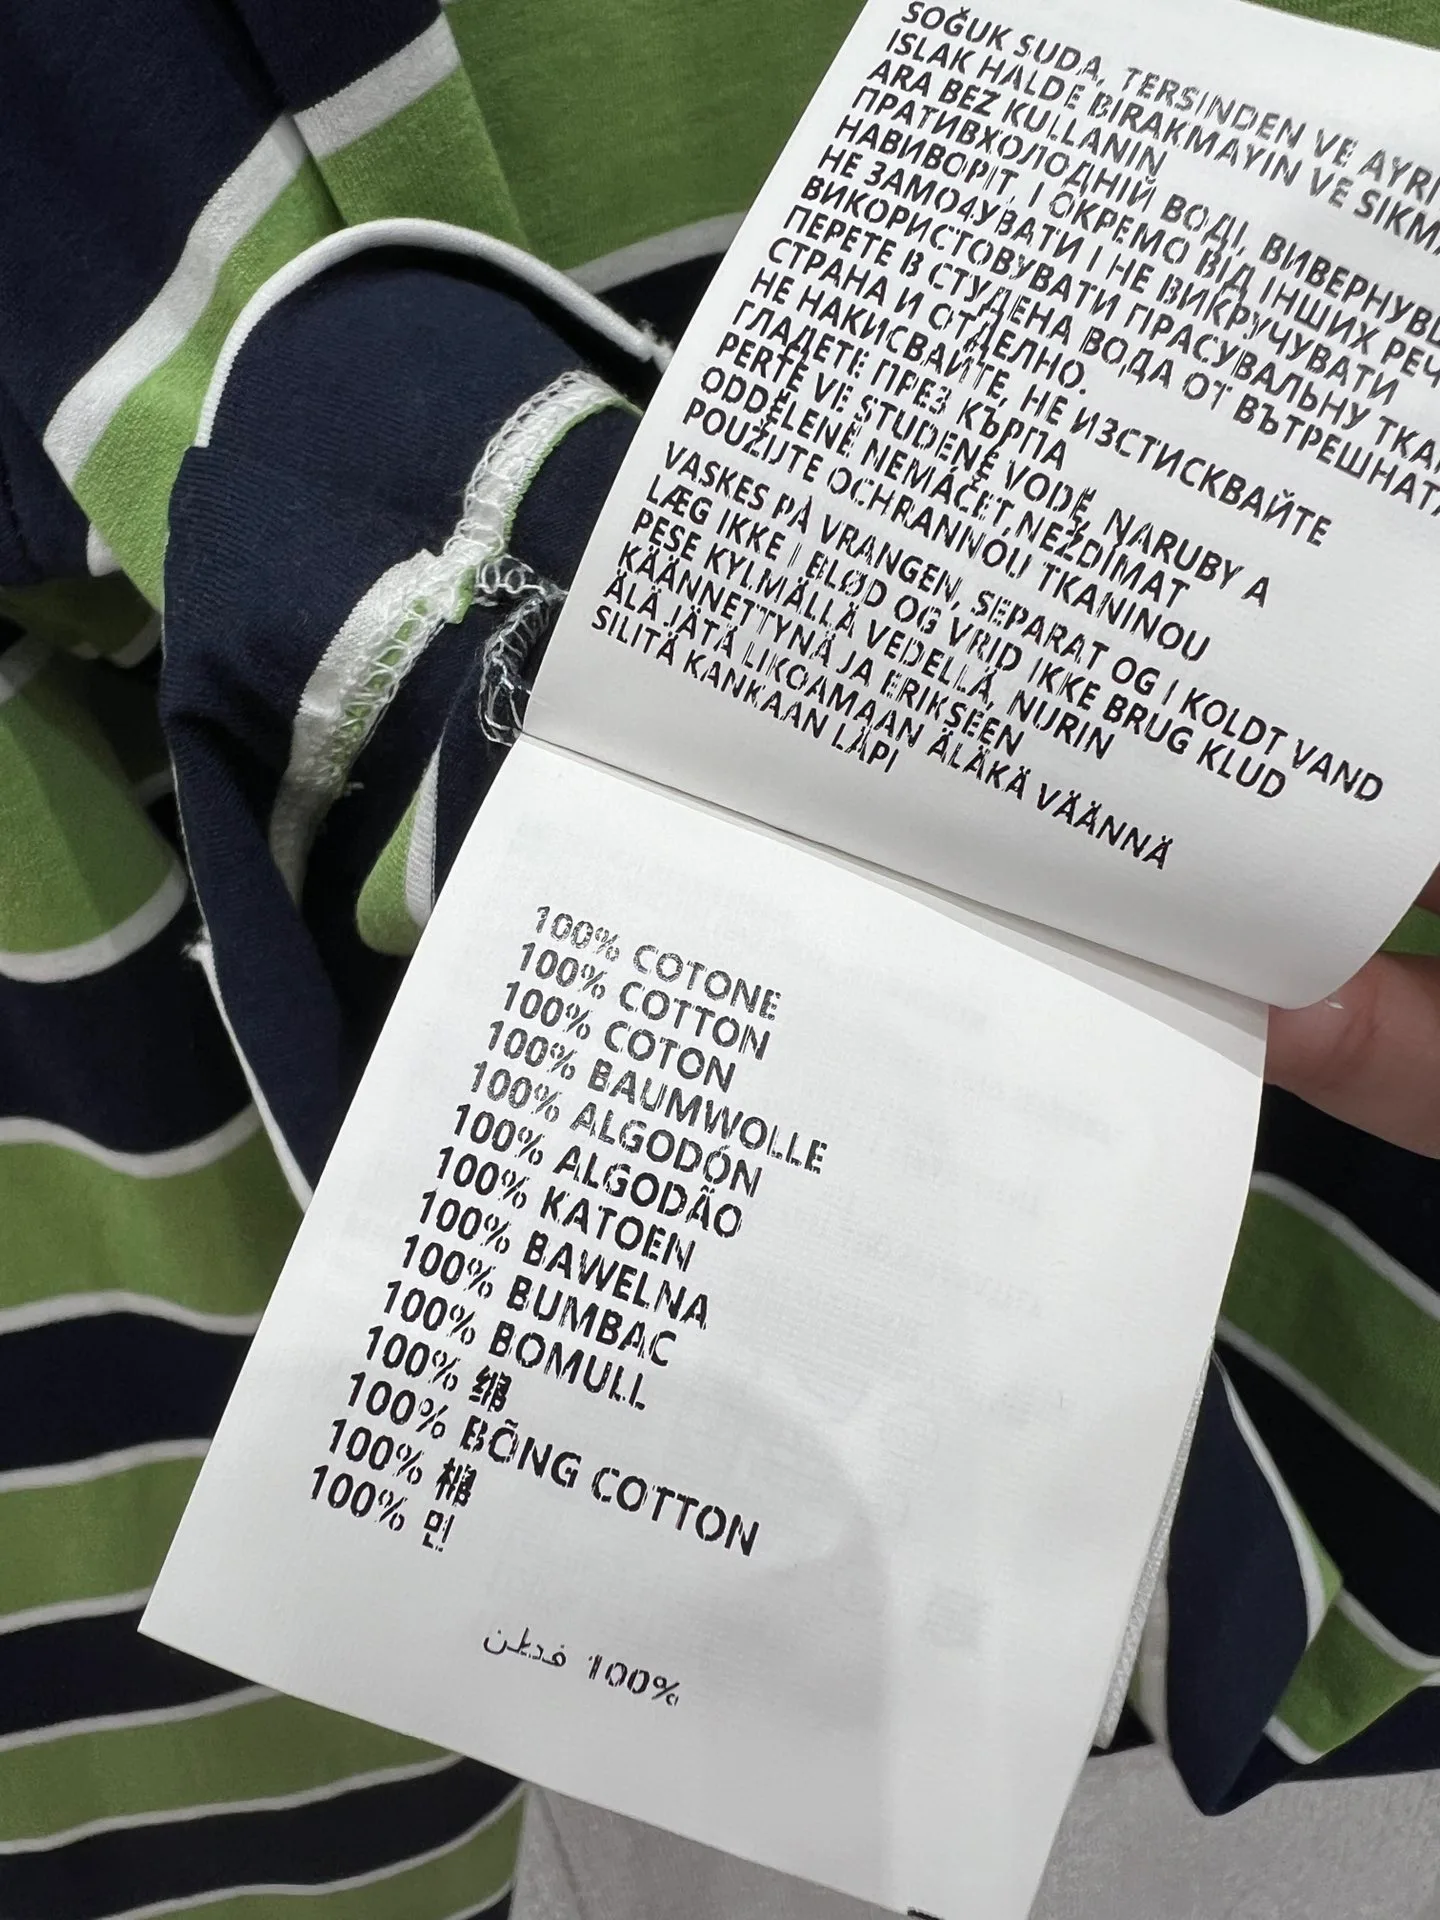 SOĞUK SUDA, TERSINDEN VE AYRI
ISLAK HALDE BIRAKMAYIN VE SIKMA
ARA BEZ KULLANIN
ПРАТИВХОЛОДНІЙ ВОДІ, ВИВЕРНУВШ
НАВИВОРІТ, І ОКРЕМО ВІД ІНШИХ РЕЧ
НЕ ЗАМО4УВАТИ І НЕ ВИКРУЧУВАТИ
ВИКОРИСТОВУВАТИ ПРАСУВАЛЬНУ ТКА
ПЕРЕТЕ В СТУДЕНА ВОДА ОТ ВЪТРЕШНАТА
СТРАНА И ОТДЕЛНО.
НЕ НАКИСВАЙТЕ, НЕ ИЗСТИСКВАЙТЕ
ГЛАДЕТЕ ПРЕЗ КЪРПА
PERTE VE STUDENÉ VODĚ, NARUBY A
ODDĚLENĚ NEMÁČET,NEŽDÍMAT
POUŽIJTE OCHRANNOU TKANINOU
VASKES PÅ VRANGEN, SEPARAT OG I KOLDT VAND
LÆG IKKE I BLØD OG VRID IKKE BRUG KLUD
PESE KYLMÄLLÄ VEDELLÄ, NURIN
KÄÄNNETTYNÄ JA ERIKSEEN
ÄLÄ JÄTÄ LIKOAMAAN ÄLÄKÄ VÄÄNNÄ
SILITÄ KANKAAN LÄPI
100% COTONE
100% COTTON
100% COTON
100% BAUMWOLLE
100% ALGODÓN
100% ALGODÃO
100% KATOEN
100% BAWELNA
100% BUMBAC
100% BOMULL
100% 绵
100% BÔNG COTTON
100% 棉
100% 면
100%